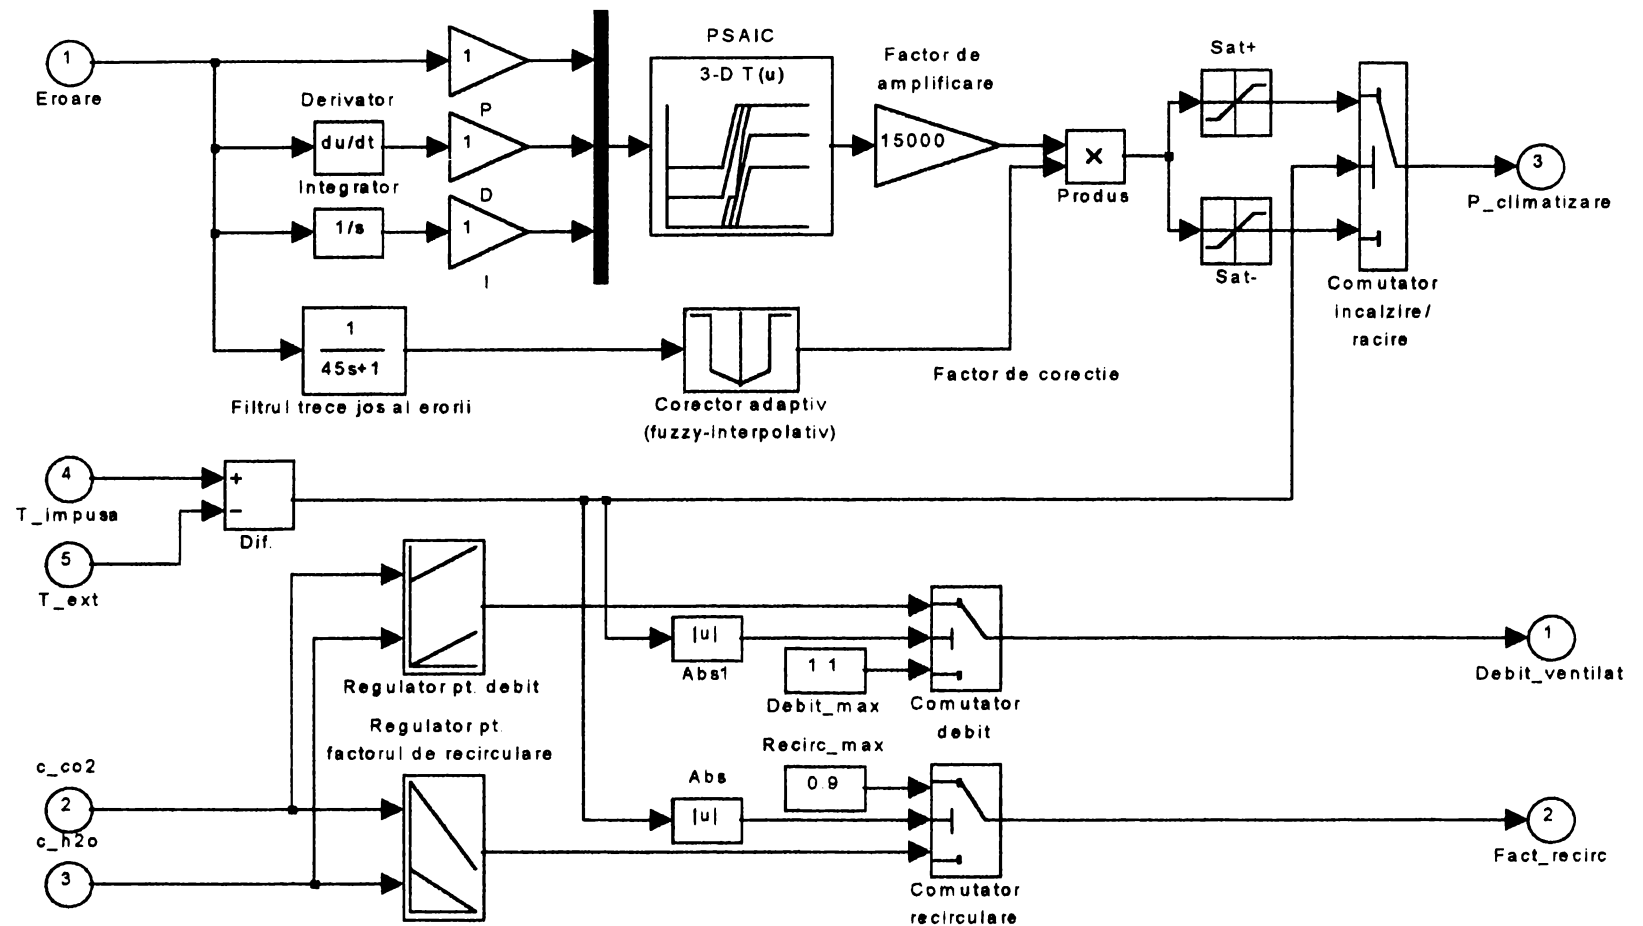 1
Eroare
Derivator
du/dt
Integrator
1/s
1
P
1
D
1
I
PSAIC
3-D T(u)
Factor de
amplificare
15000
×
Produs
Sat+
Sat-
Comutator
incalzire/
racire
3
P_climatizare
1
45s+1
Filtrul trece jos al erorii
Corector adaptiv
(fuzzy-interpolativ)
Factor de corectie
4
T_impusa
5
T_ext
+
−
Dif.
Regulator pt. debit
|u|
Abs1
1 1
Debit_max
Comutator
debit
1
Debit_ventilat
Regulator pt.
factorul de recirculare
c_co2
2
c_h2o
3
Recirc_max
0.9
Abs
|u|
Comutator
recirculare
2
Fact_recirc